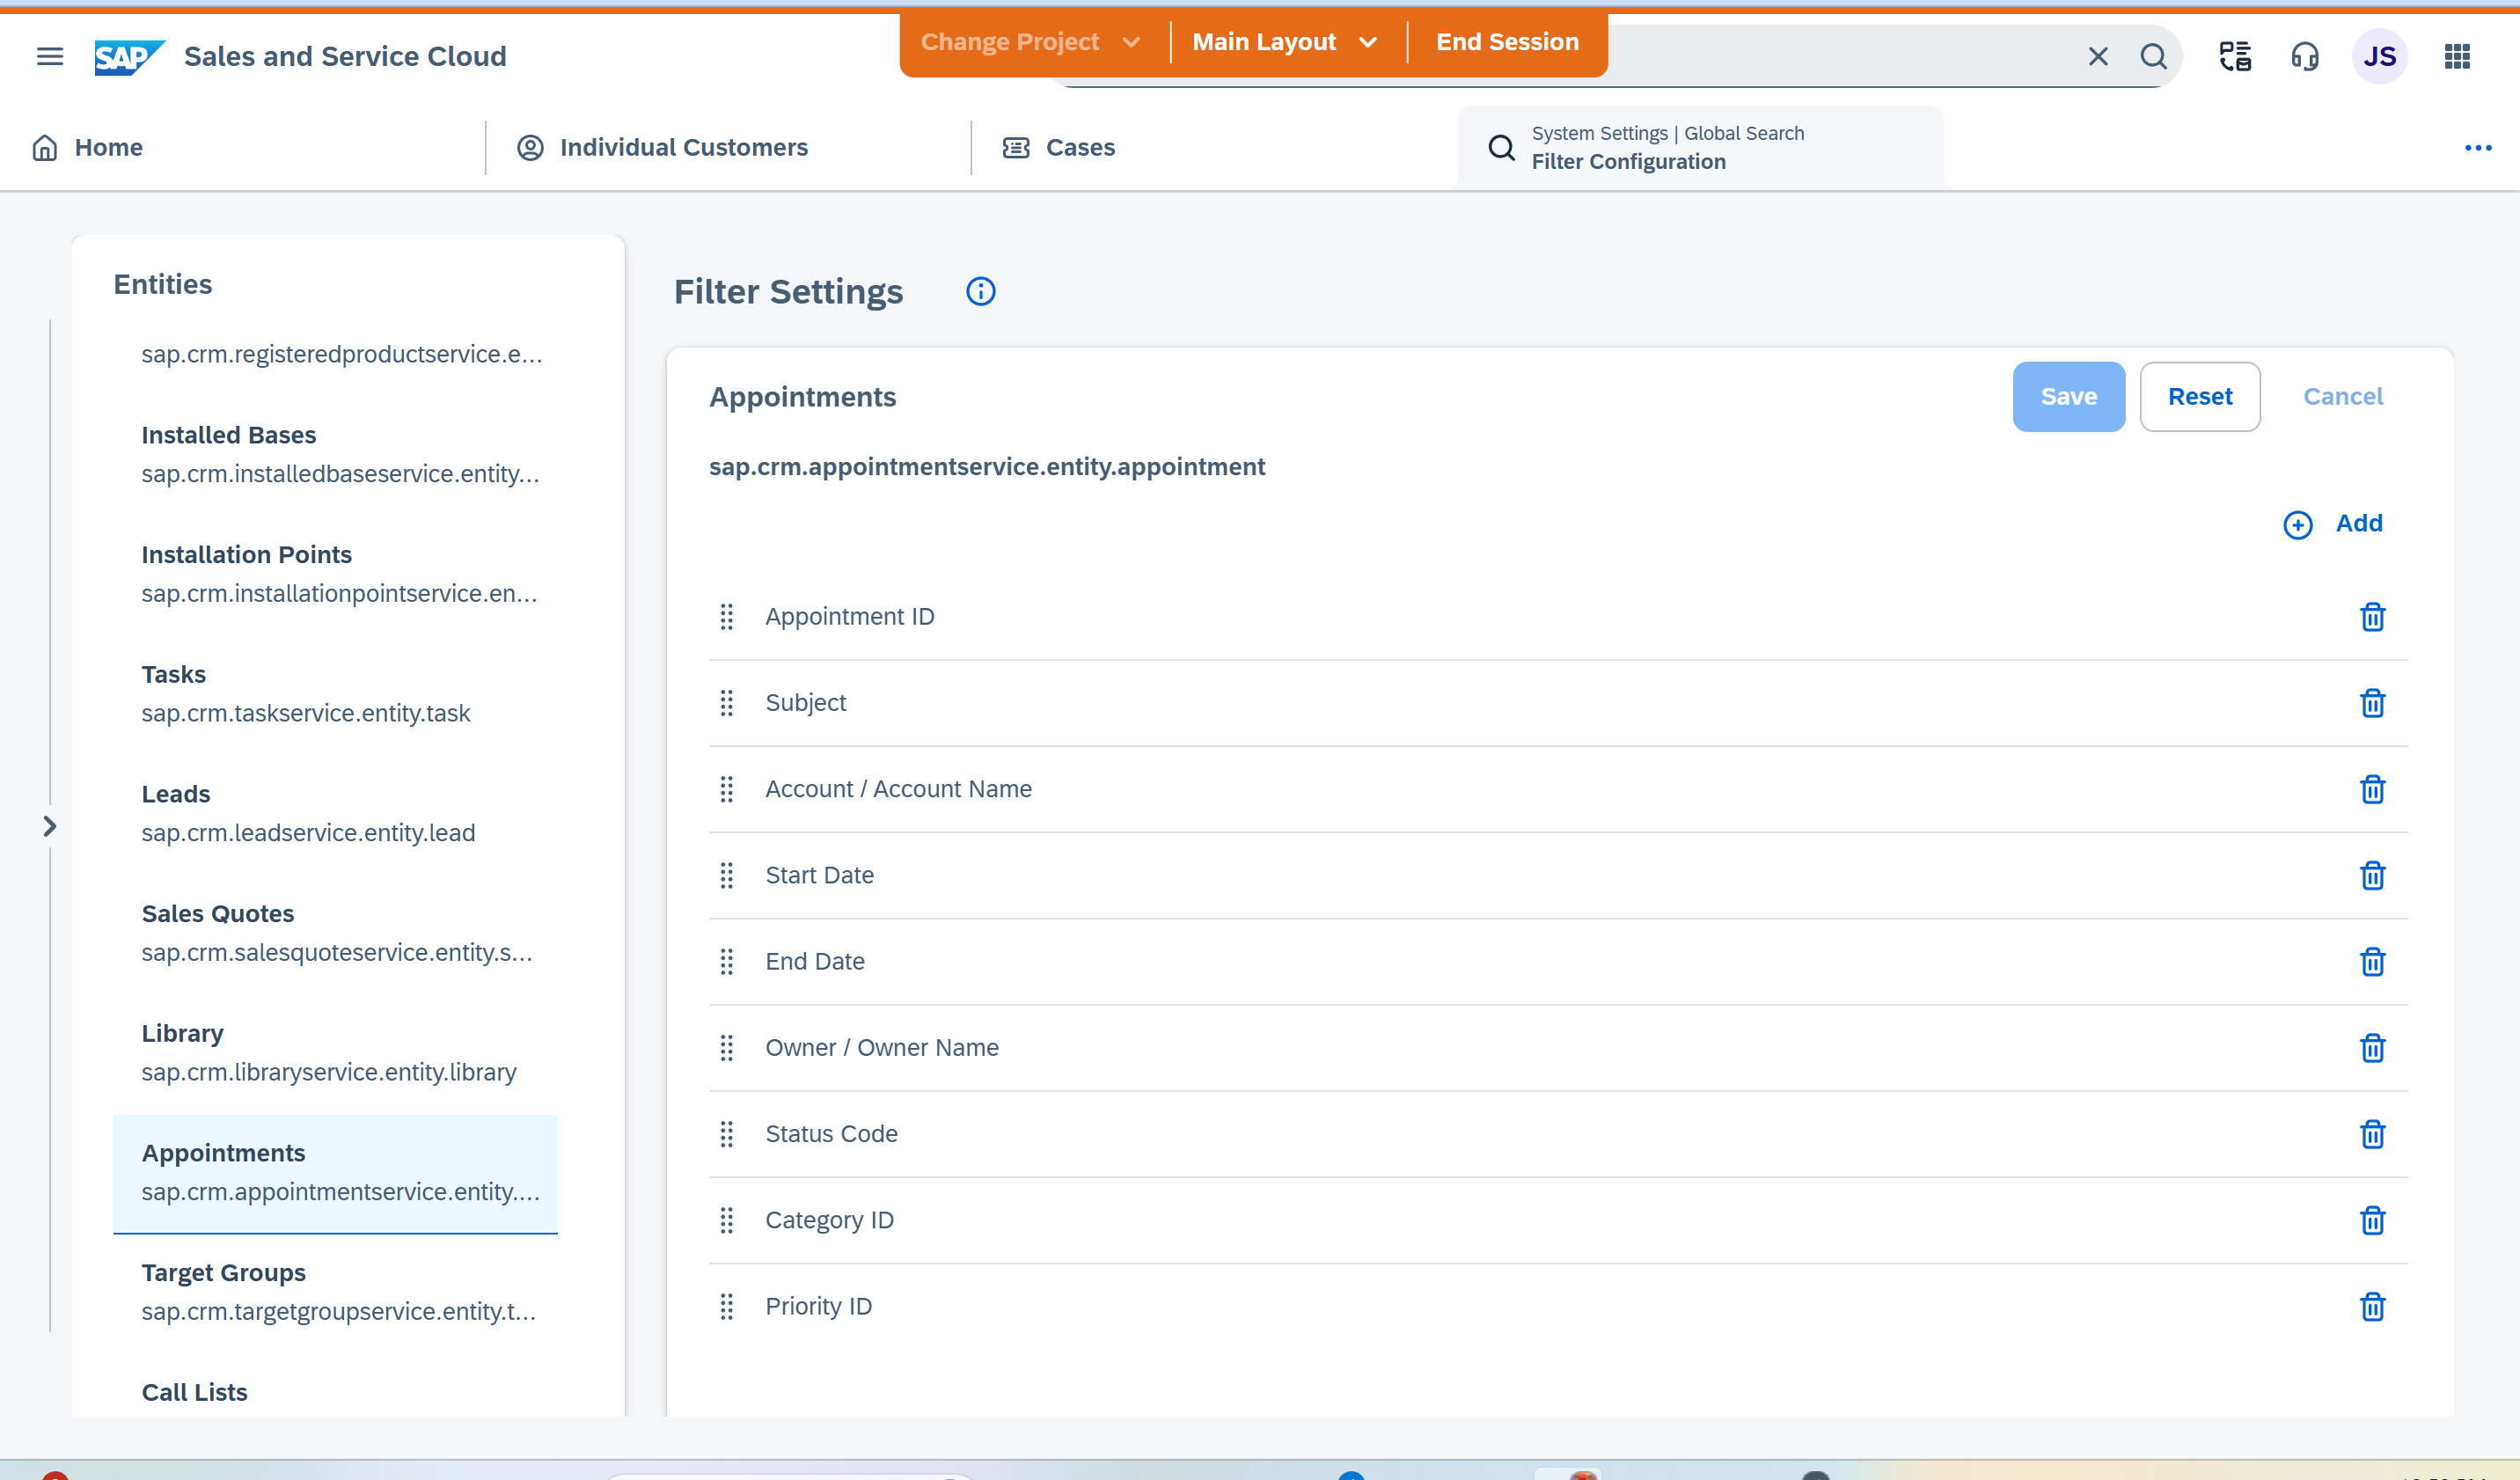 Change Project
Main Layout
End Session
SAP
Sales and Service Cloud
JS
Home
Individual Customers
Cases
System Settings | Global Search
Filter Configuration
Entities
sap.crm.registeredproductservice.e...
Installed Bases
sap.crm.installedbaseservice.entity...
Installation Points
sap.crm.installationpointservice.en...
Tasks
sap.crm.taskservice.entity.task
Leads
sap.crm.leadservice.entity.lead
Sales Quotes
sap.crm.salesquoteservice.entity.s...
Library
sap.crm.libraryservice.entity.library
Appointments
sap.crm.appointmentservice.entity....
Target Groups
sap.crm.targetgroupservice.entity.t...
Call Lists
Filter Settings
Appointments
Save
Reset
Cancel
sap.crm.appointmentservice.entity.appointment
Add
Appointment ID
Subject
Account / Account Name
Start Date
End Date
Owner / Owner Name
Status Code
Category ID
Priority ID